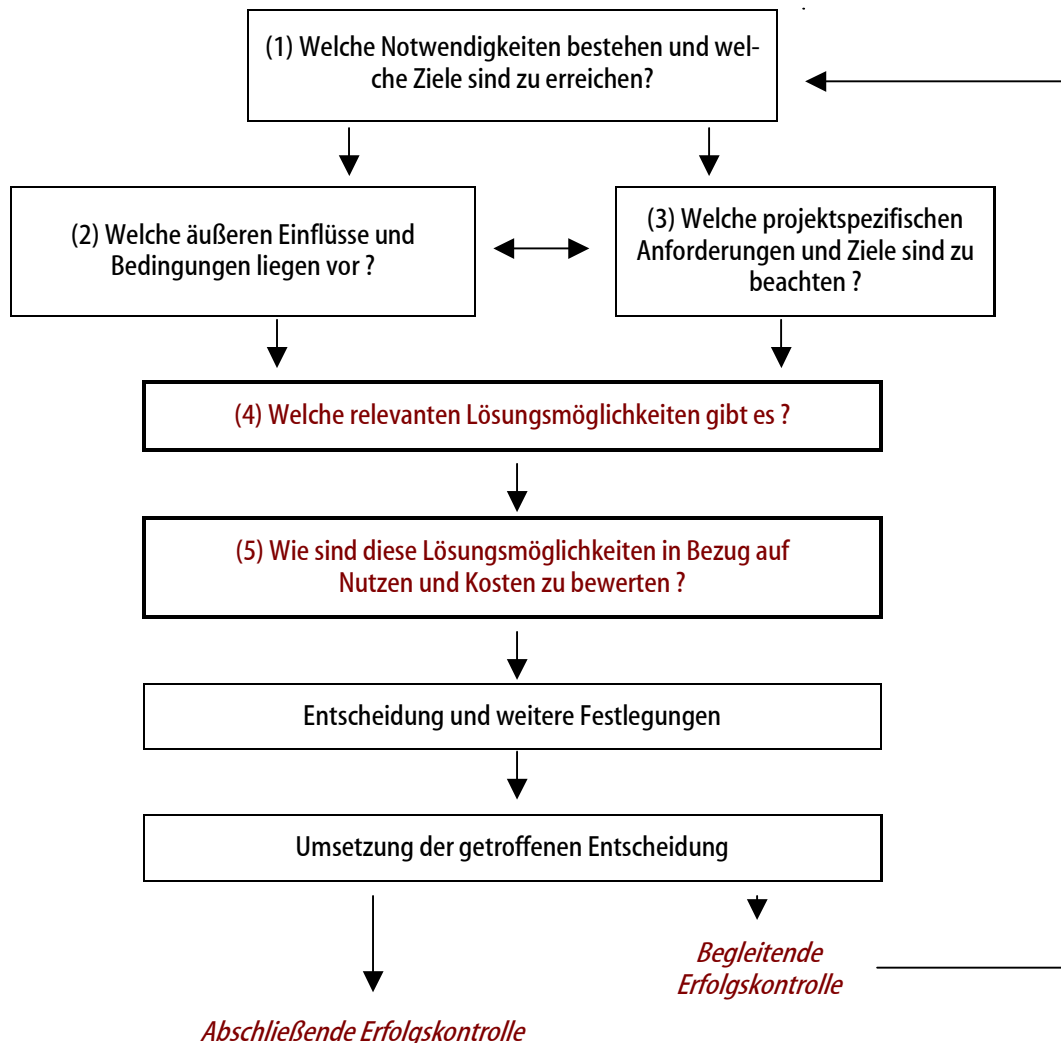 (1) Welche Notwendigkeiten bestehen und wel-
che Ziele sind zu erreichen?
(2) Welche äußeren Einflüsse und
Bedingungen liegen vor ?
(3) Welche projektspezifischen
Anforderungen und Ziele sind zu
beachten ?
(4) Welche relevanten Lösungsmöglichkeiten gibt es ?
(5) Wie sind diese Lösungsmöglichkeiten in Bezug auf
Nutzen und Kosten zu bewerten ?
Entscheidung und weitere Festlegungen
Umsetzung der getroffenen Entscheidung
Begleitende
Erfolgskontrolle
Abschließende Erfolgskontrolle